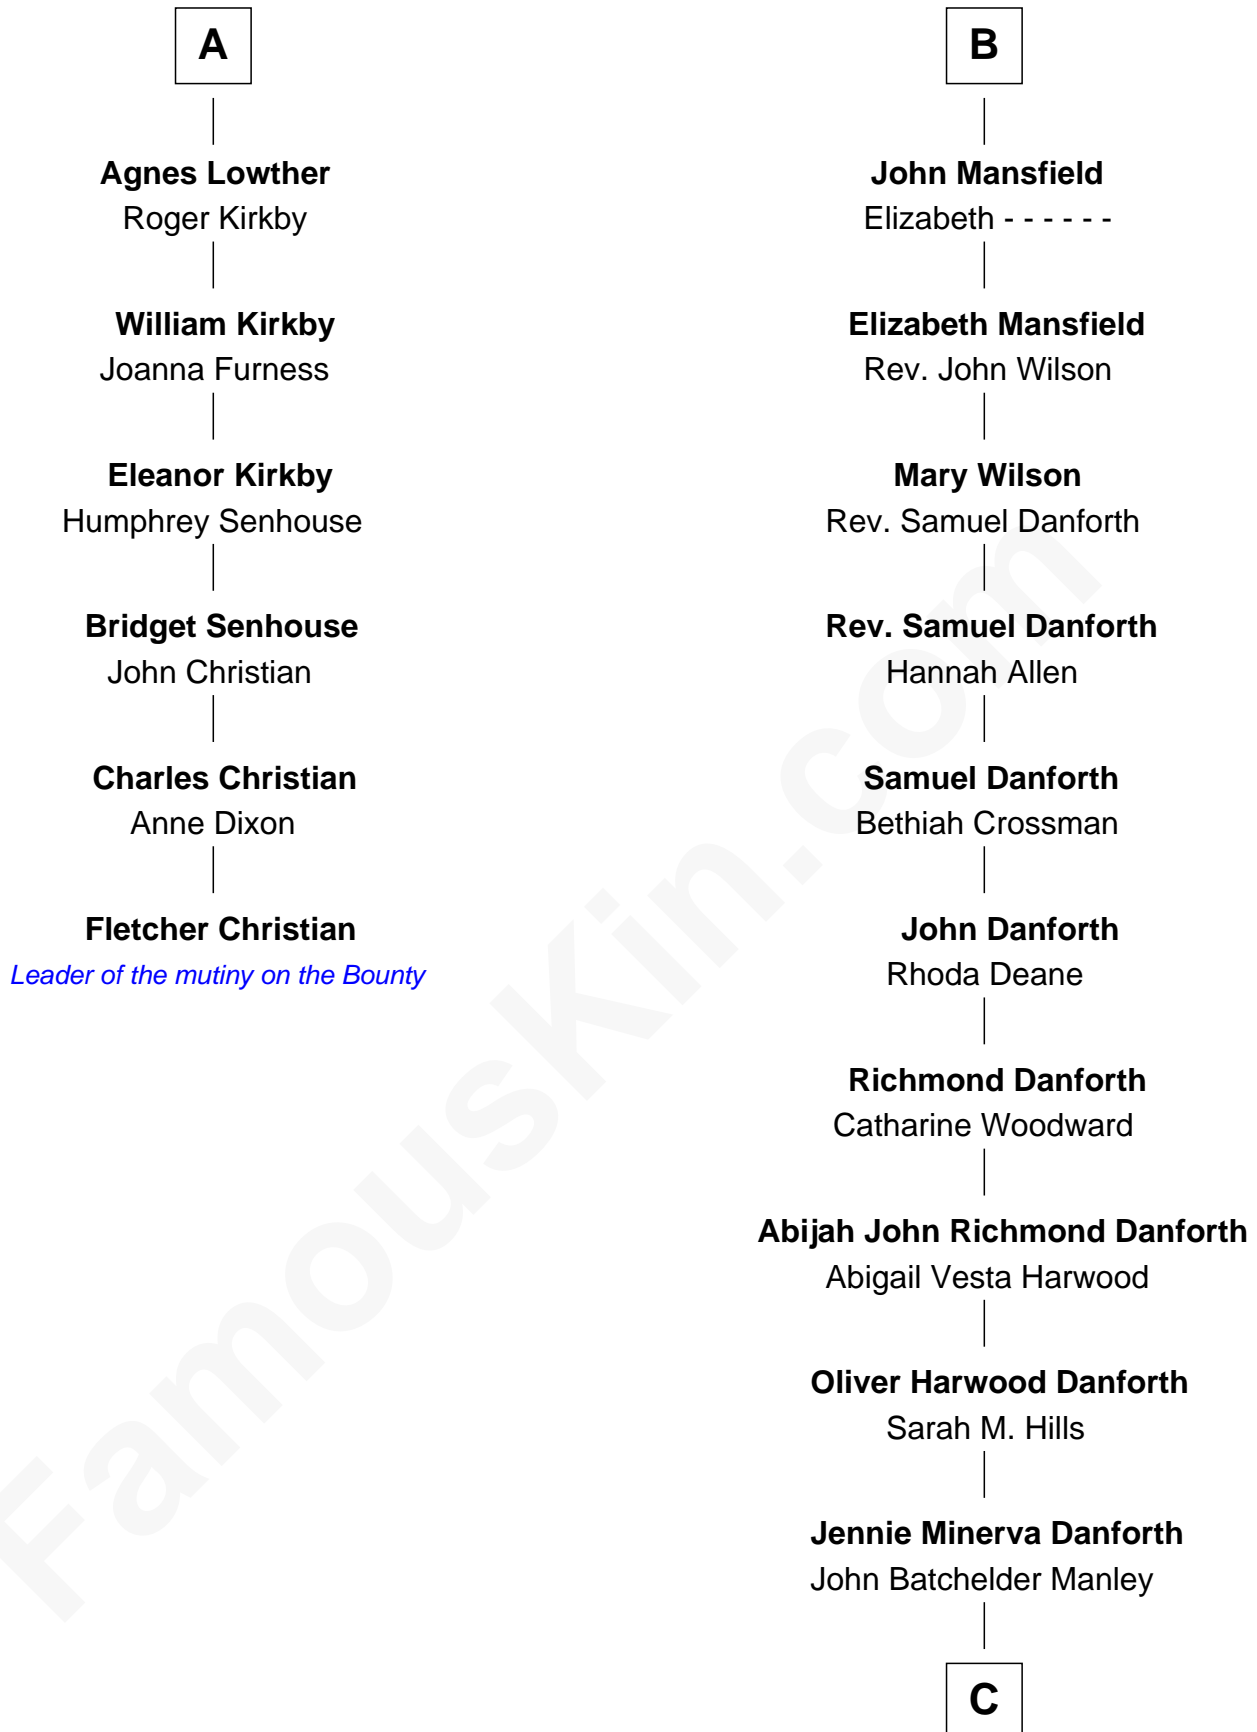 A
Agnes Lowther
Roger Kirkby
William Kirkby
Joanna Furness
Eleanor Kirkby
Humphrey Senhouse
Bridget Senhouse
John Christian
Charles Christian
Anne Dixon
Fletcher Christian
Leader of the mutiny on the Bounty
B
John Mansfield
Elizabeth - - - - - -
Elizabeth Mansfield
Rev. John Wilson
Mary Wilson
Rev. Samuel Danforth
Rev. Samuel Danforth
Hannah Allen
Samuel Danforth
Bethiah Crossman
John Danforth
Rhoda Deane
Richmond Danforth
Catharine Woodward
Abijah John Richmond Danforth
Abigail Vesta Harwood
Oliver Harwood Danforth
Sarah M. Hills
Jennie Minerva Danforth
John Batchelder Manley
C
FamousKin.com